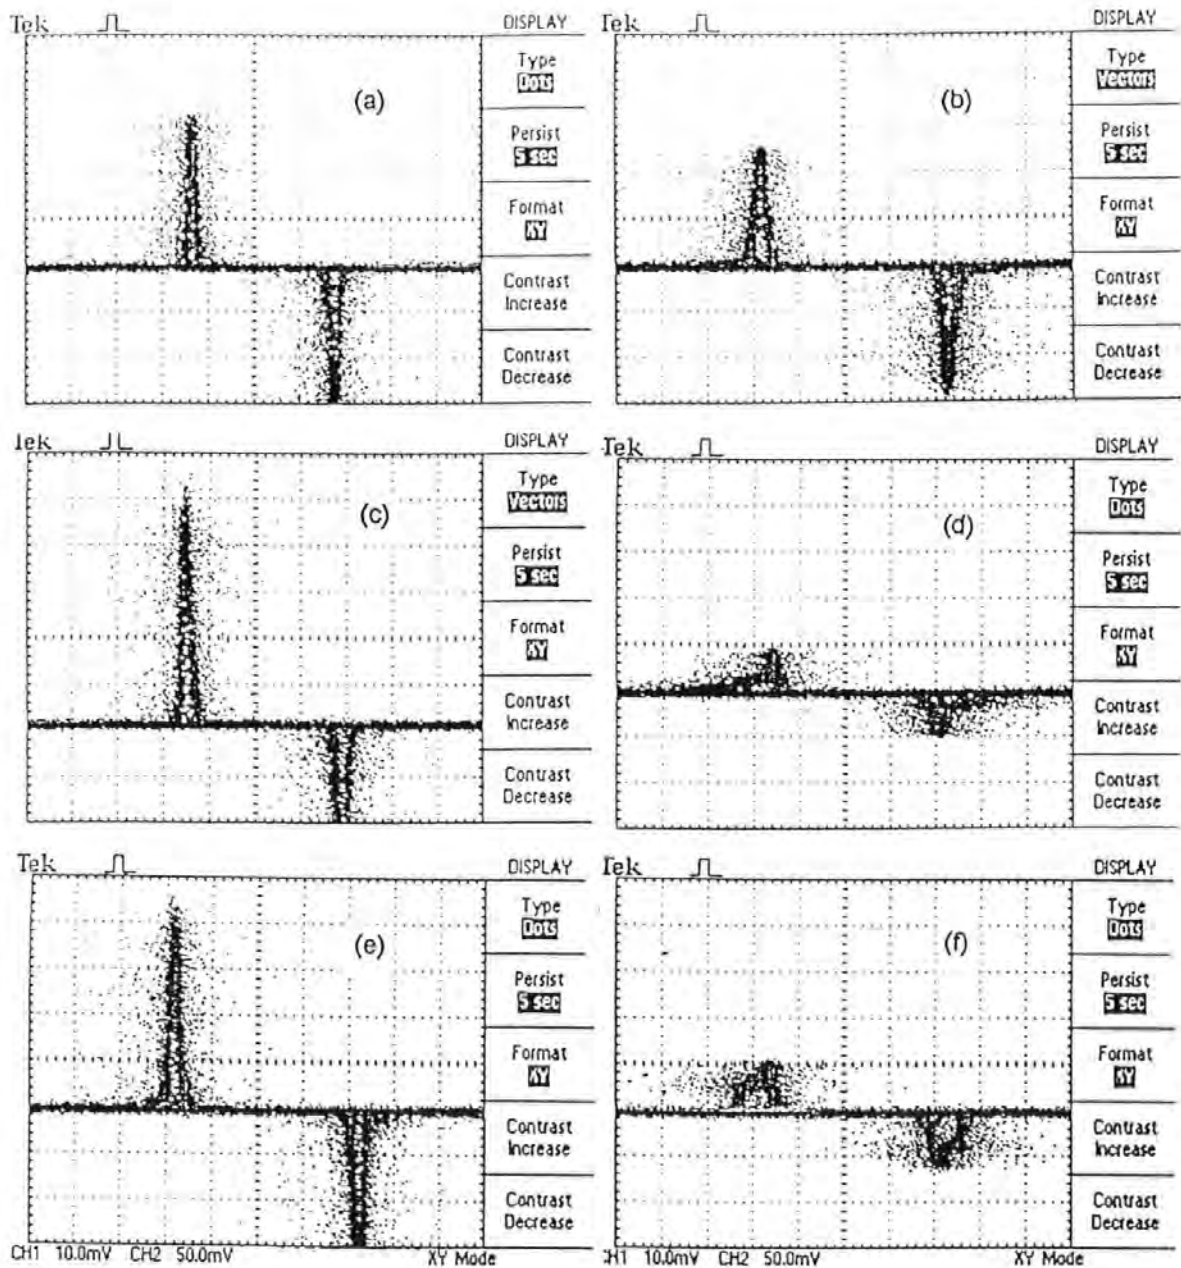 Tek
DISPLAY
Type
Dots
Persist
5 sec
Format
XY
Contrast
Increase
Contrast
Decrease
(a)
Tek
DISPLAY
Type
Vectors
Persist
5 sec
Format
XY
Contrast
Increase
Contrast
Decrease
(b)
Tek
DISPLAY
Type
Vectors
Persist
5 sec
Format
XY
Contrast
Increase
Contrast
Decrease
(c)
Tek
DISPLAY
Type
Dots
Persist
5 sec
Format
XY
Contrast
Increase
Contrast
Decrease
(d)
Tek
DISPLAY
Type
Dots
Persist
5 sec
Format
XY
Contrast
Increase
Contrast
Decrease
(e)
CH1 10.0mV CH2 50.0mV XY Mode
Tek
DISPLAY
Type
Dots
Persist
5 sec
Format
XY
Contrast
Increase
Contrast
Decrease
(f)
CH1 10.0mV CH2 50.0mV XY Mode